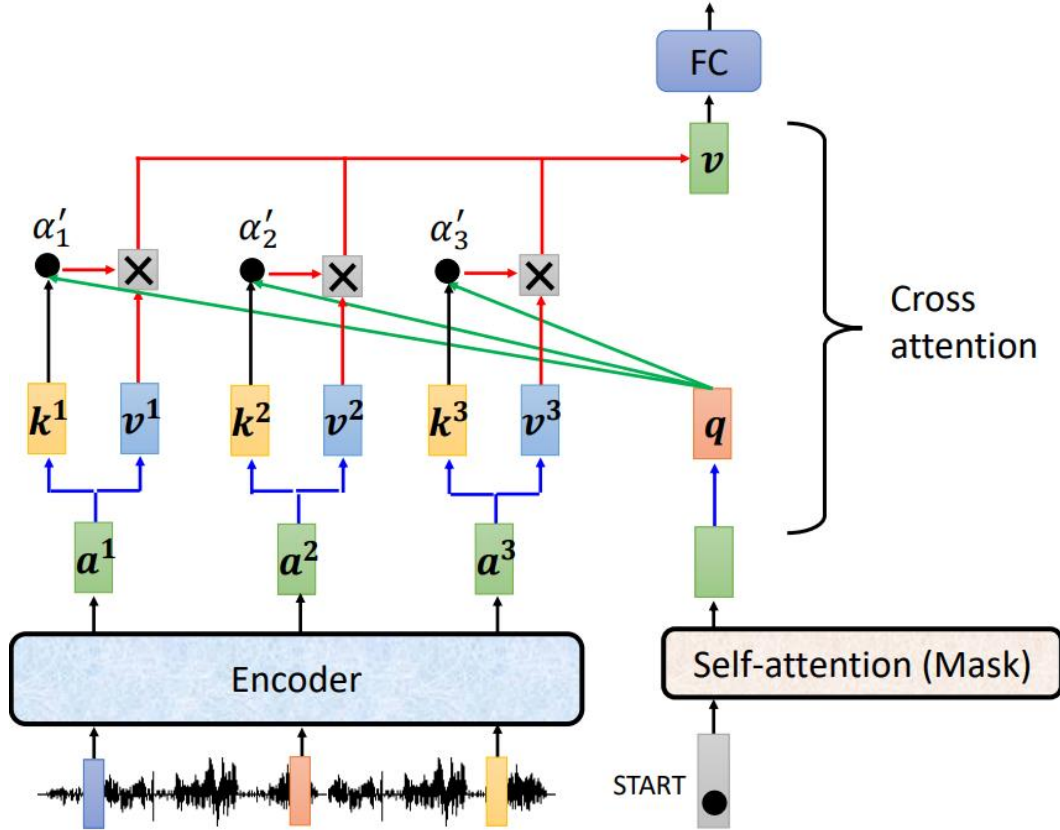 FC
v
α′₁
α′₂
α′₃
Cross
attention
k¹ v¹
k² v²
k³ v³
q
a¹
a²
a³
Encoder
Self-attention (Mask)
START